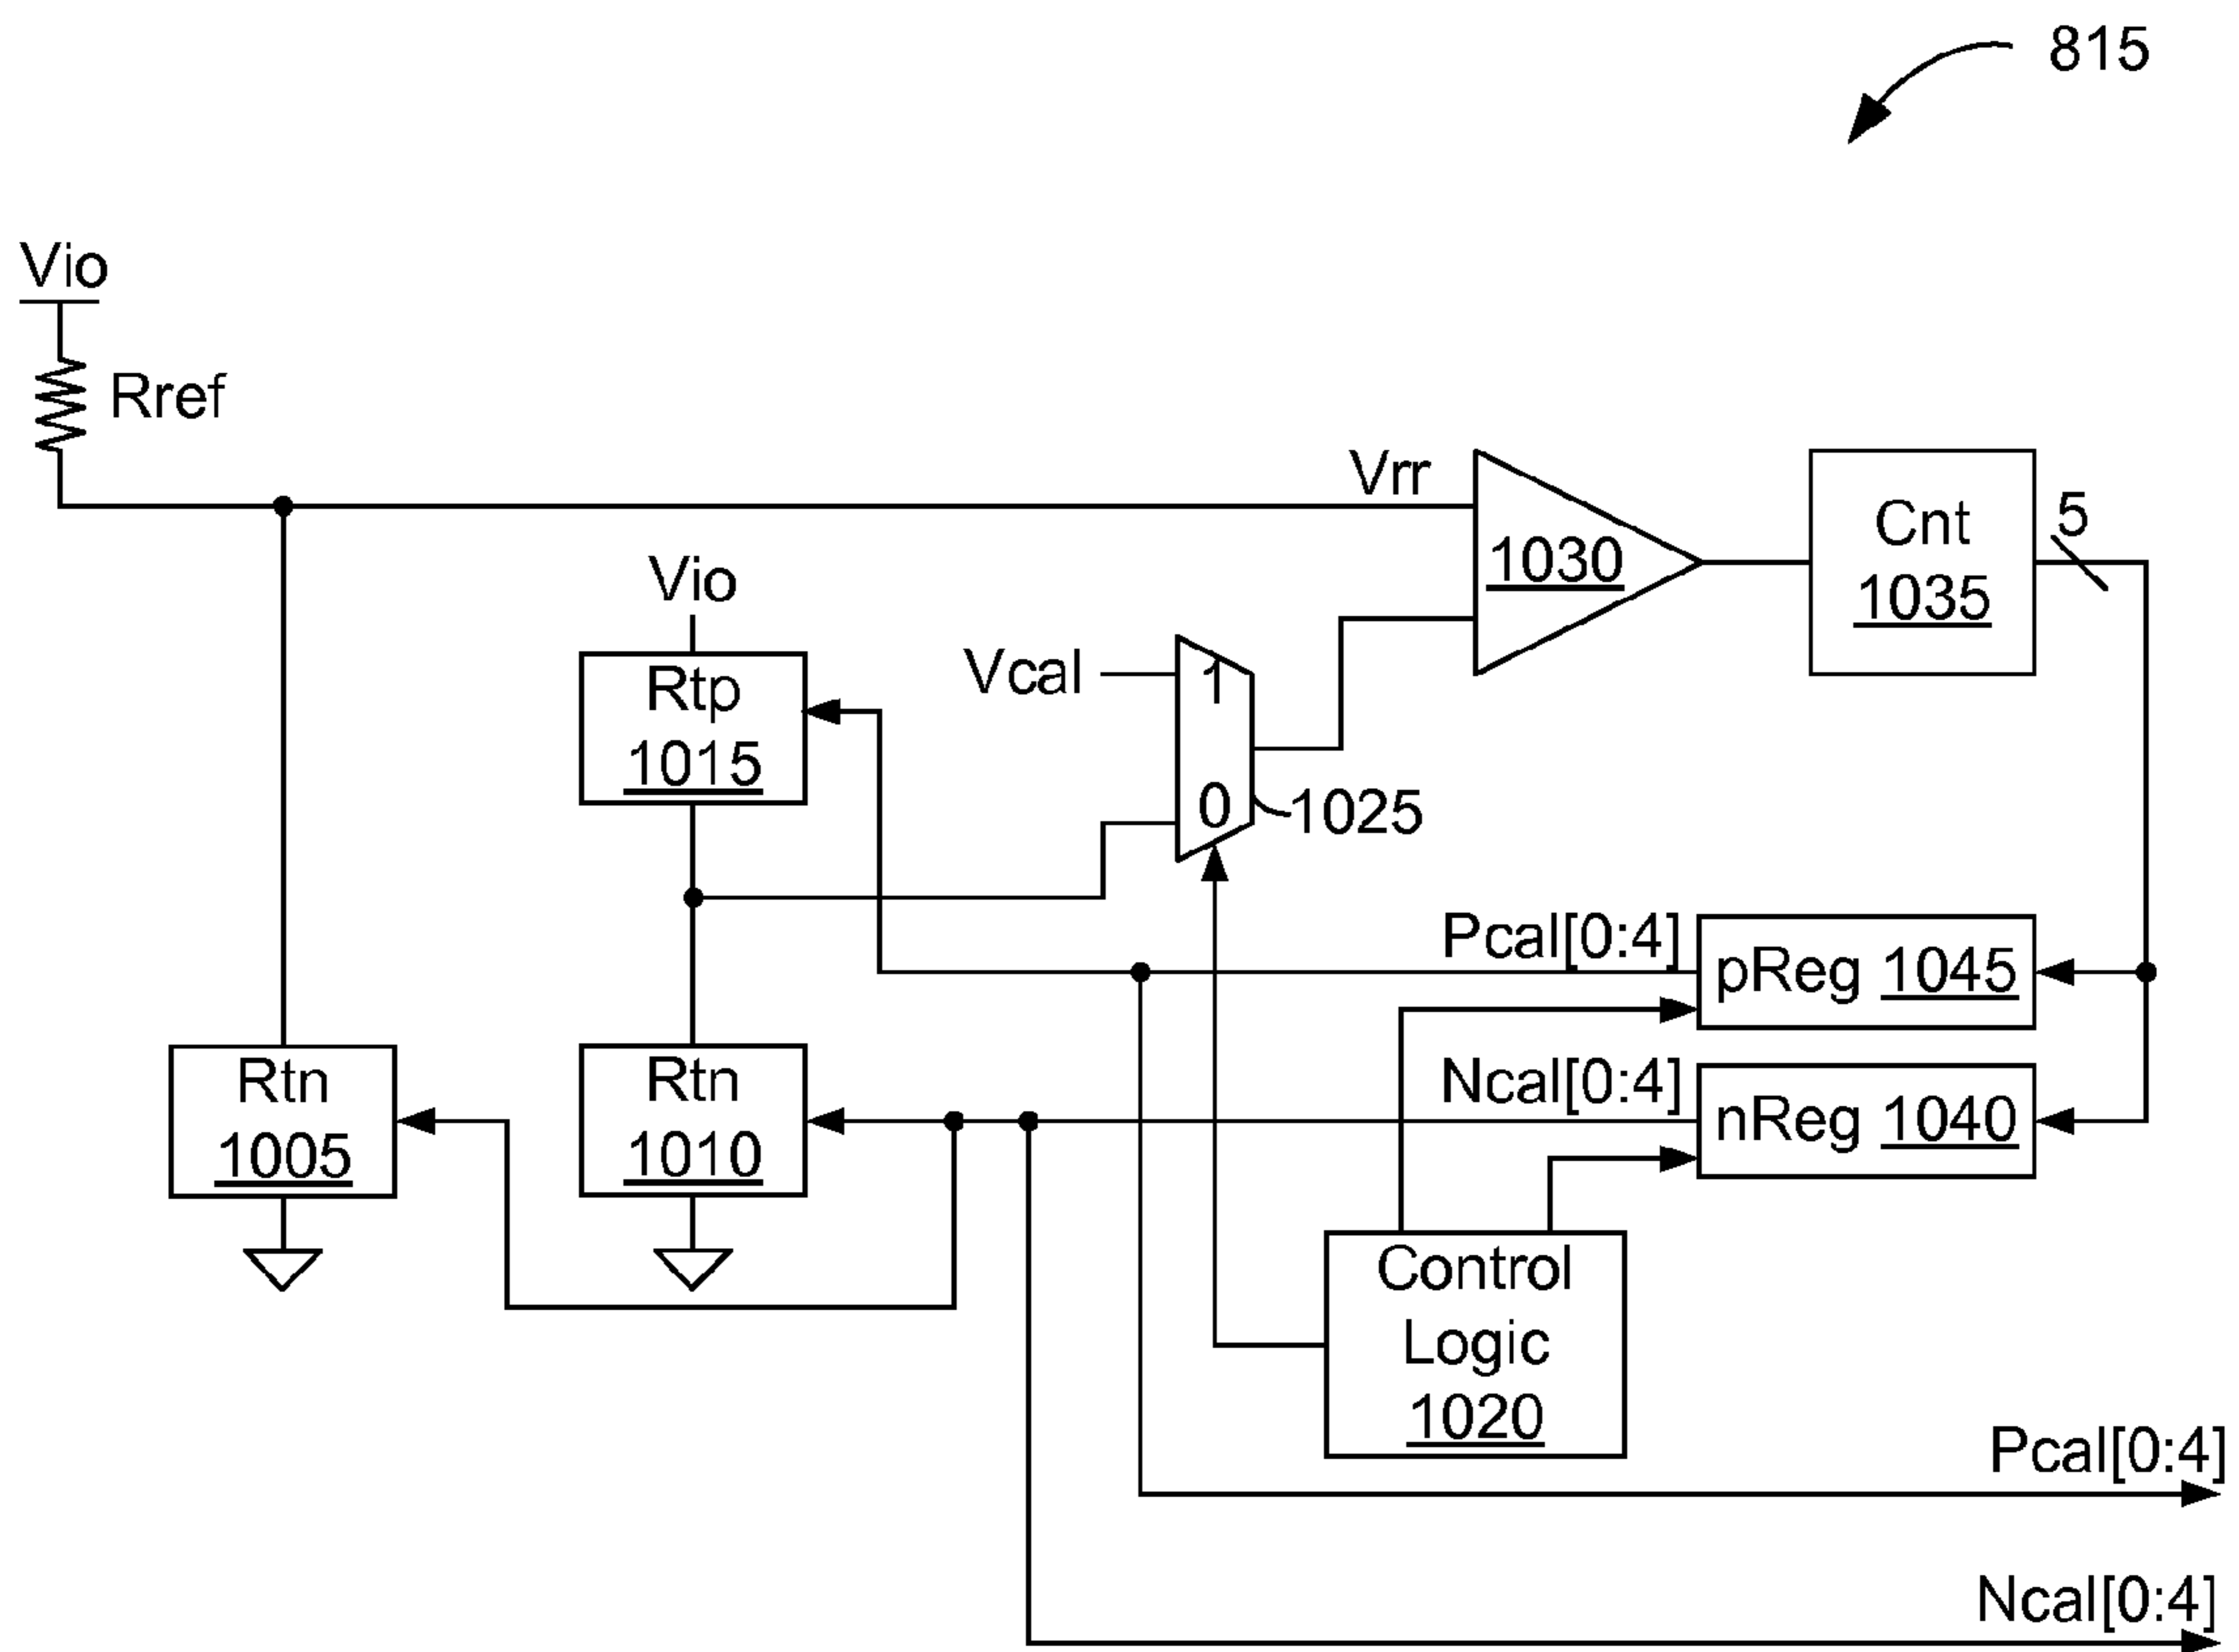 815
Vio
Rref
Vrr
Cnt
1035
5
1030
Vio
Vcal
1
Rtp
1015
0
1025
Pcal[0:4]
pReg 1045
Rtn
1005
Rtn
1010
Ncal[0:4]
nReg 1040
Control
Logic
1020
Pcal[0:4]
Ncal[0:4]